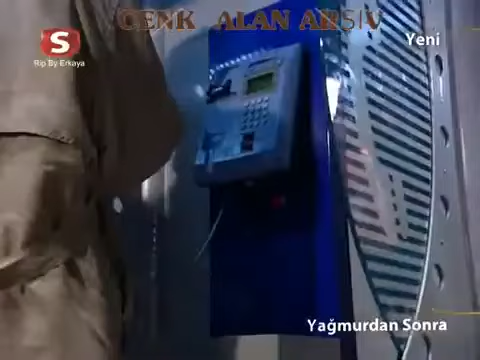 CENK ALAN ARŞİV
S
Rip By Erkaya
Yeni
Yağmurdan Sonra